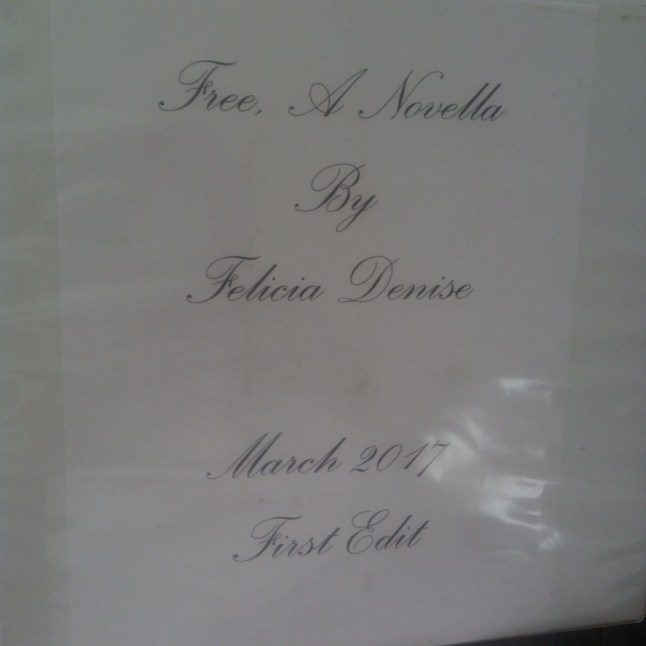 Free, A Novella
By
Felicia Denise
March 2017
First Edit